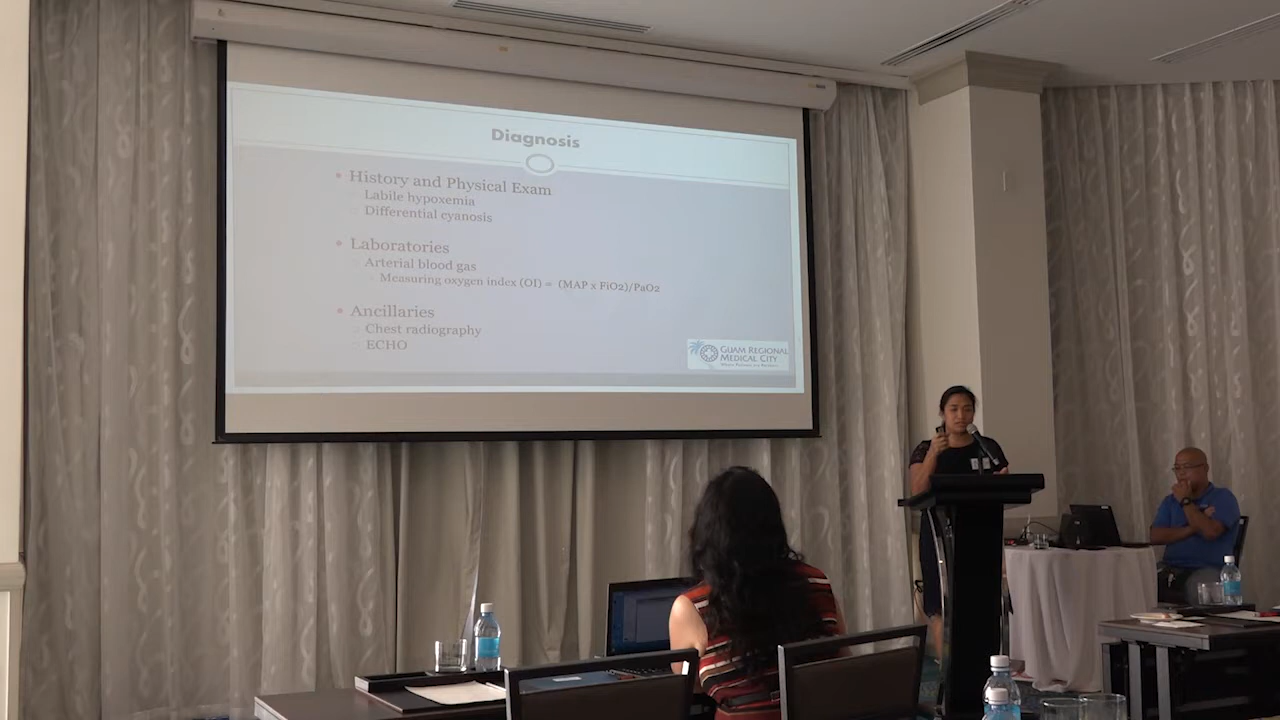 Diagnosis
History and Physical Exam
Labile hypoxemia
Differential cyanosis
Laboratories
Arterial blood gas
Measuring oxygen index (OI) = (MAP x FiO2)/PaO2
Ancillaries
Chest radiography
ECHO
GUAM REGIONAL
MEDICAL CITY